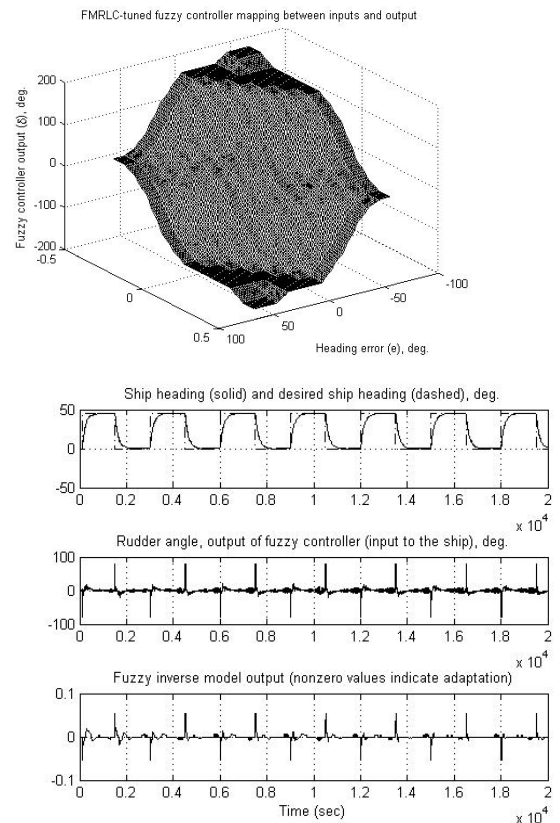 FMRLC-tuned fuzzy controller mapping between inputs and output
Fuzzy controller output (δ), deg.
200
100
0
-100
-200
-0.5
0
0.5
100
50
0
-50
-100
Heading error (e), deg.
Ship heading (solid) and desired ship heading (dashed), deg.
50
0
-50
0 0.2 0.4 0.6 0.8 1 1.2 1.4 1.6 1.8 2
x 10^4
Rudder angle, output of fuzzy controller (input to the ship), deg.
100
0
-100
0 0.2 0.4 0.6 0.8 1 1.2 1.4 1.6 1.8 2
x 10^4
Fuzzy inverse model output (nonzero values indicate adaptation)
0.1
0
-0.1
0 0.2 0.4 0.6 0.8 1 1.2 1.4 1.6 1.8 2
Time (sec)
x 10^4